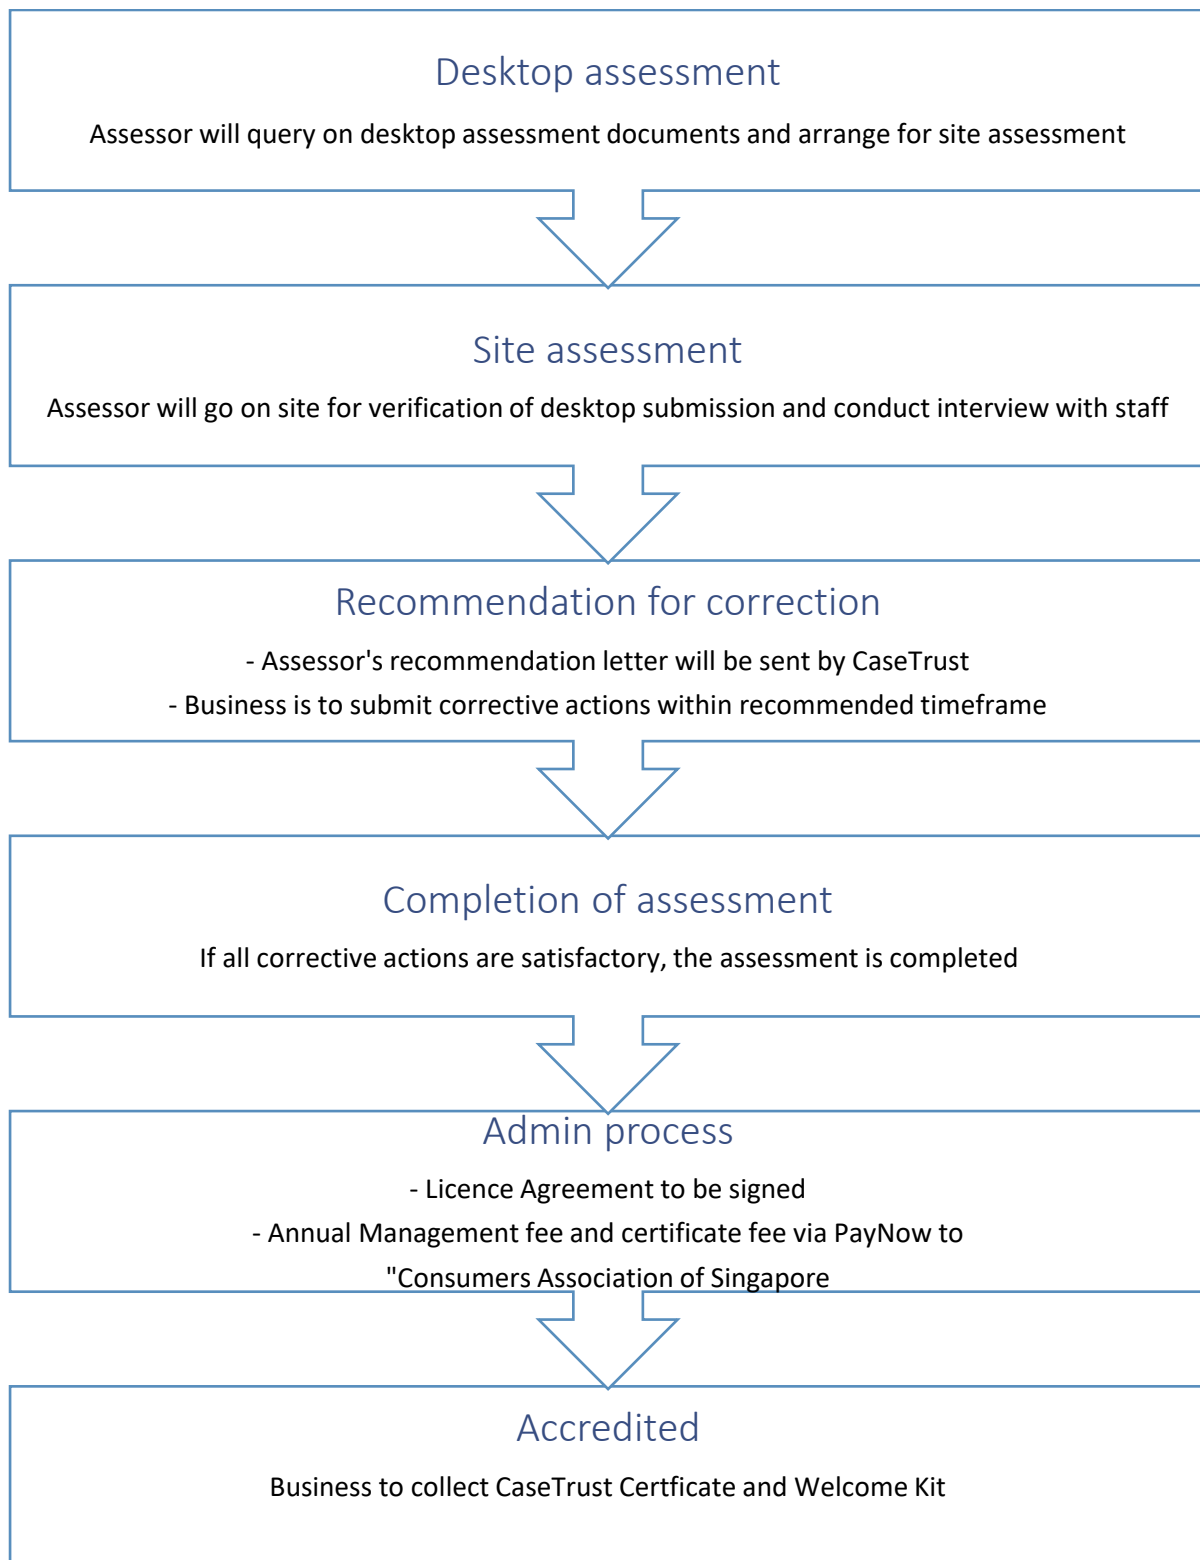 Desktop assessment
Assessor will query on desktop assessment documents and arrange for site assessment
Site assessment
Assessor will go on site for verification of desktop submission and conduct interview with staff
Recommendation for correction
- Assessor's recommendation letter will be sent by CaseTrust
- Business is to submit corrective actions within recommended timeframe
Completion of assessment
If all corrective actions are satisfactory, the assessment is completed
Admin process
- Licence Agreement to be signed
- Annual Management fee and certificate fee via PayNow to
"Consumers Association of Singapore
Accredited
Business to collect CaseTrust Certficate and Welcome Kit